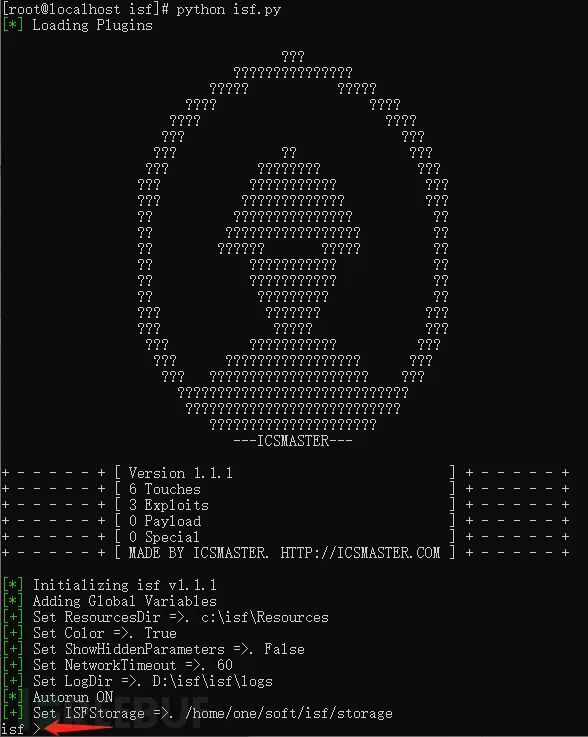 [root@localhost isf]# python isf.py
[*] Loading Plugins
???
???????????????
????? ?????
???? ????
???? ????
??? ???
??? ?? ???
??? ???????? ???
??? ??????????? ???
??? ????????????? ???
?? ??????????????? ??
?? ????????????????? ??
?? ?????? ????? ??
?? ??????????? ??
?? ??????????? ??
?? ????????? ??
??? ??????? ???
??? ????? ???
??? ??????????? ???
??? ????????????????? ???
??? ???????????????????? ???
?????????????????????????????
???????????????????????????
?????????????????????
---ICSMASTER---
+ - - - - - - + [ Version 1.1.1 ] + - - - - - - +
+ - - - - - - + [ 6 Touches ] + - - - - - - +
+ - - - - - - + [ 3 Exploits ] + - - - - - - +
+ - - - - - - + [ 0 Payload ] + - - - - - - +
+ - - - - - - + [ 0 Special ] + - - - - - - +
+ - - - - - - + [ MADE BY ICSMASTER. HTTP://ICSMASTER.COM ] + - - - - - - +
[*] Initializing isf v1.1.1
[*] Adding Global Variables
[+] Set ResourcesDir =>. c:\isf\Resources
[+] Set Color =>. True
[+] Set ShowHiddenParameters =>. False
[+] Set NetworkTimeout =>. 60
[+] Set LogDir =>. D:\isf\isf\logs
[*] Autorun ON
[+] Set ISFStorage =>. /home/one/soft/isf/storage
isf >